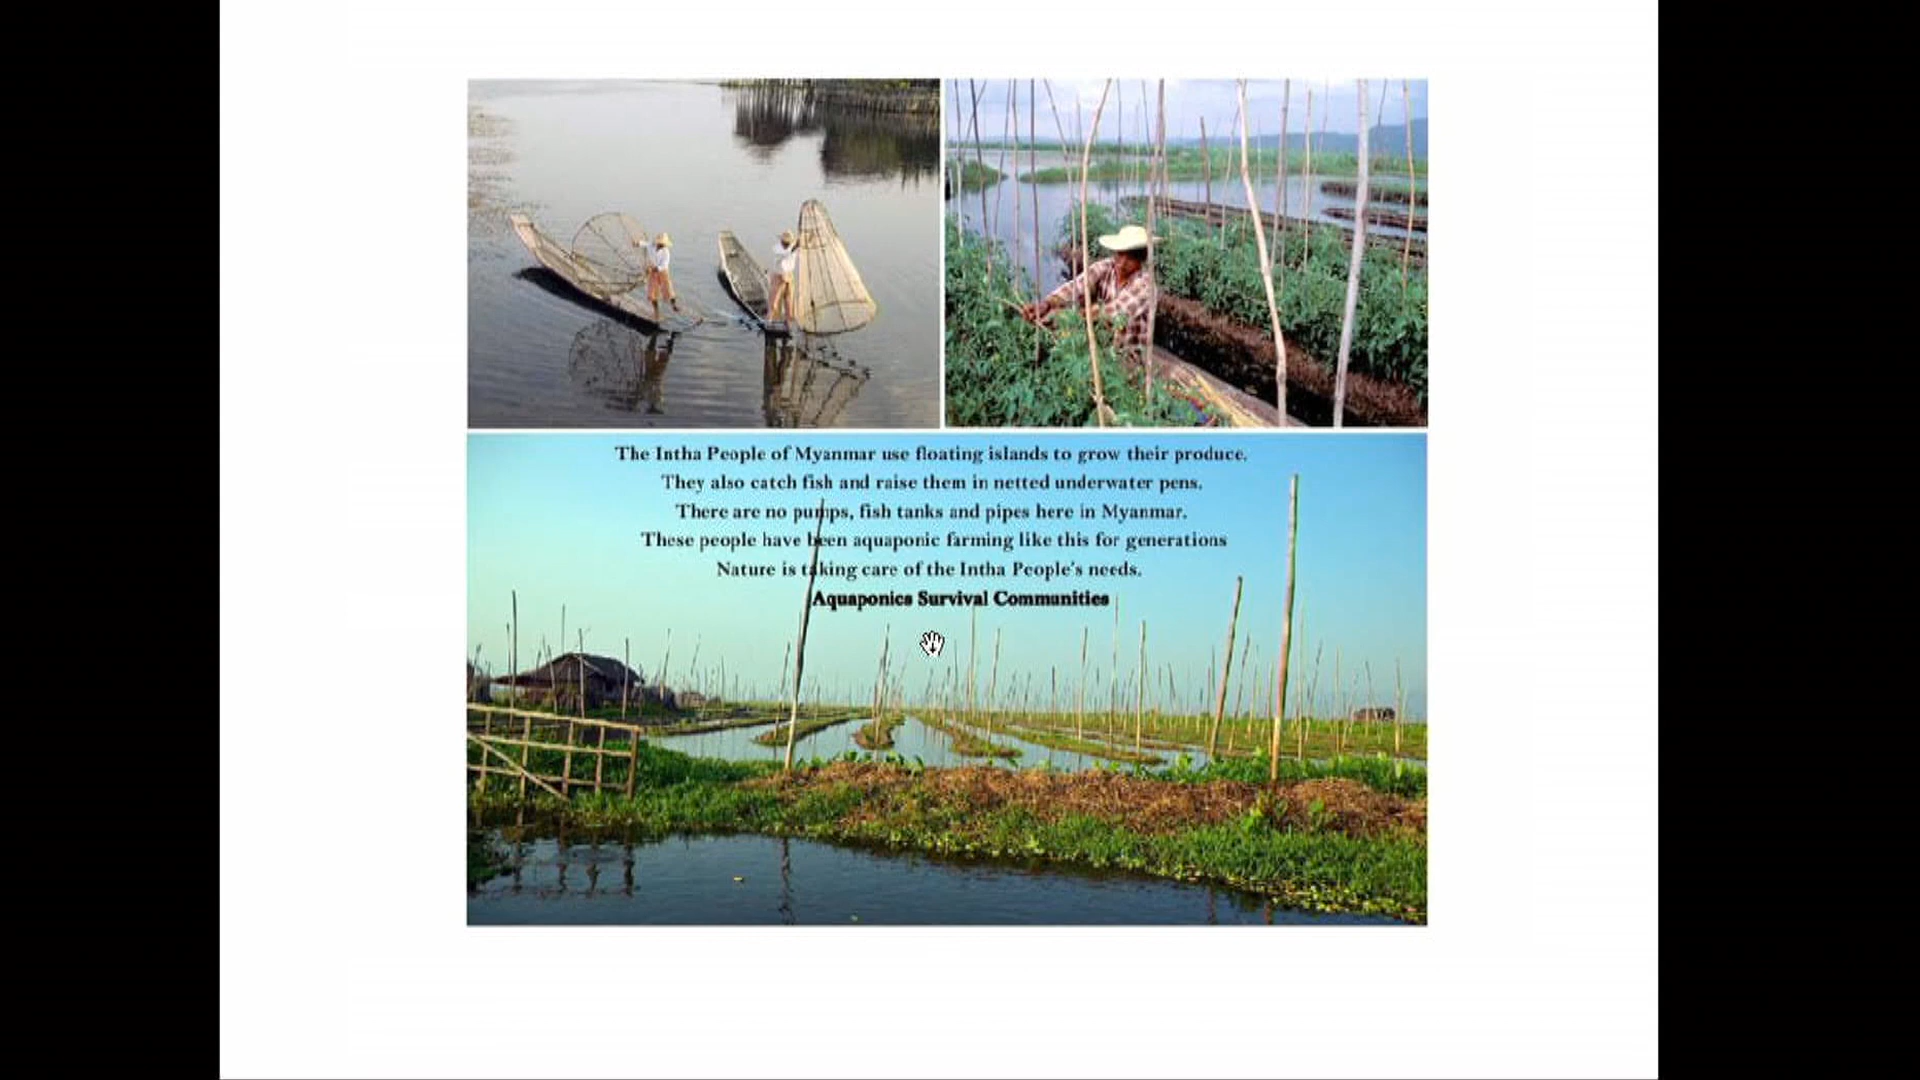 The Intha People of Myanmar use floating islands to grow their produce.
They also catch fish and raise them in netted underwater pens.
There are no pumps, fish tanks and pipes here in Myanmar.
These people have been aquaponic farming like this for generations
Nature is taking care of the Intha People's needs.
Aquaponics Survival Communities